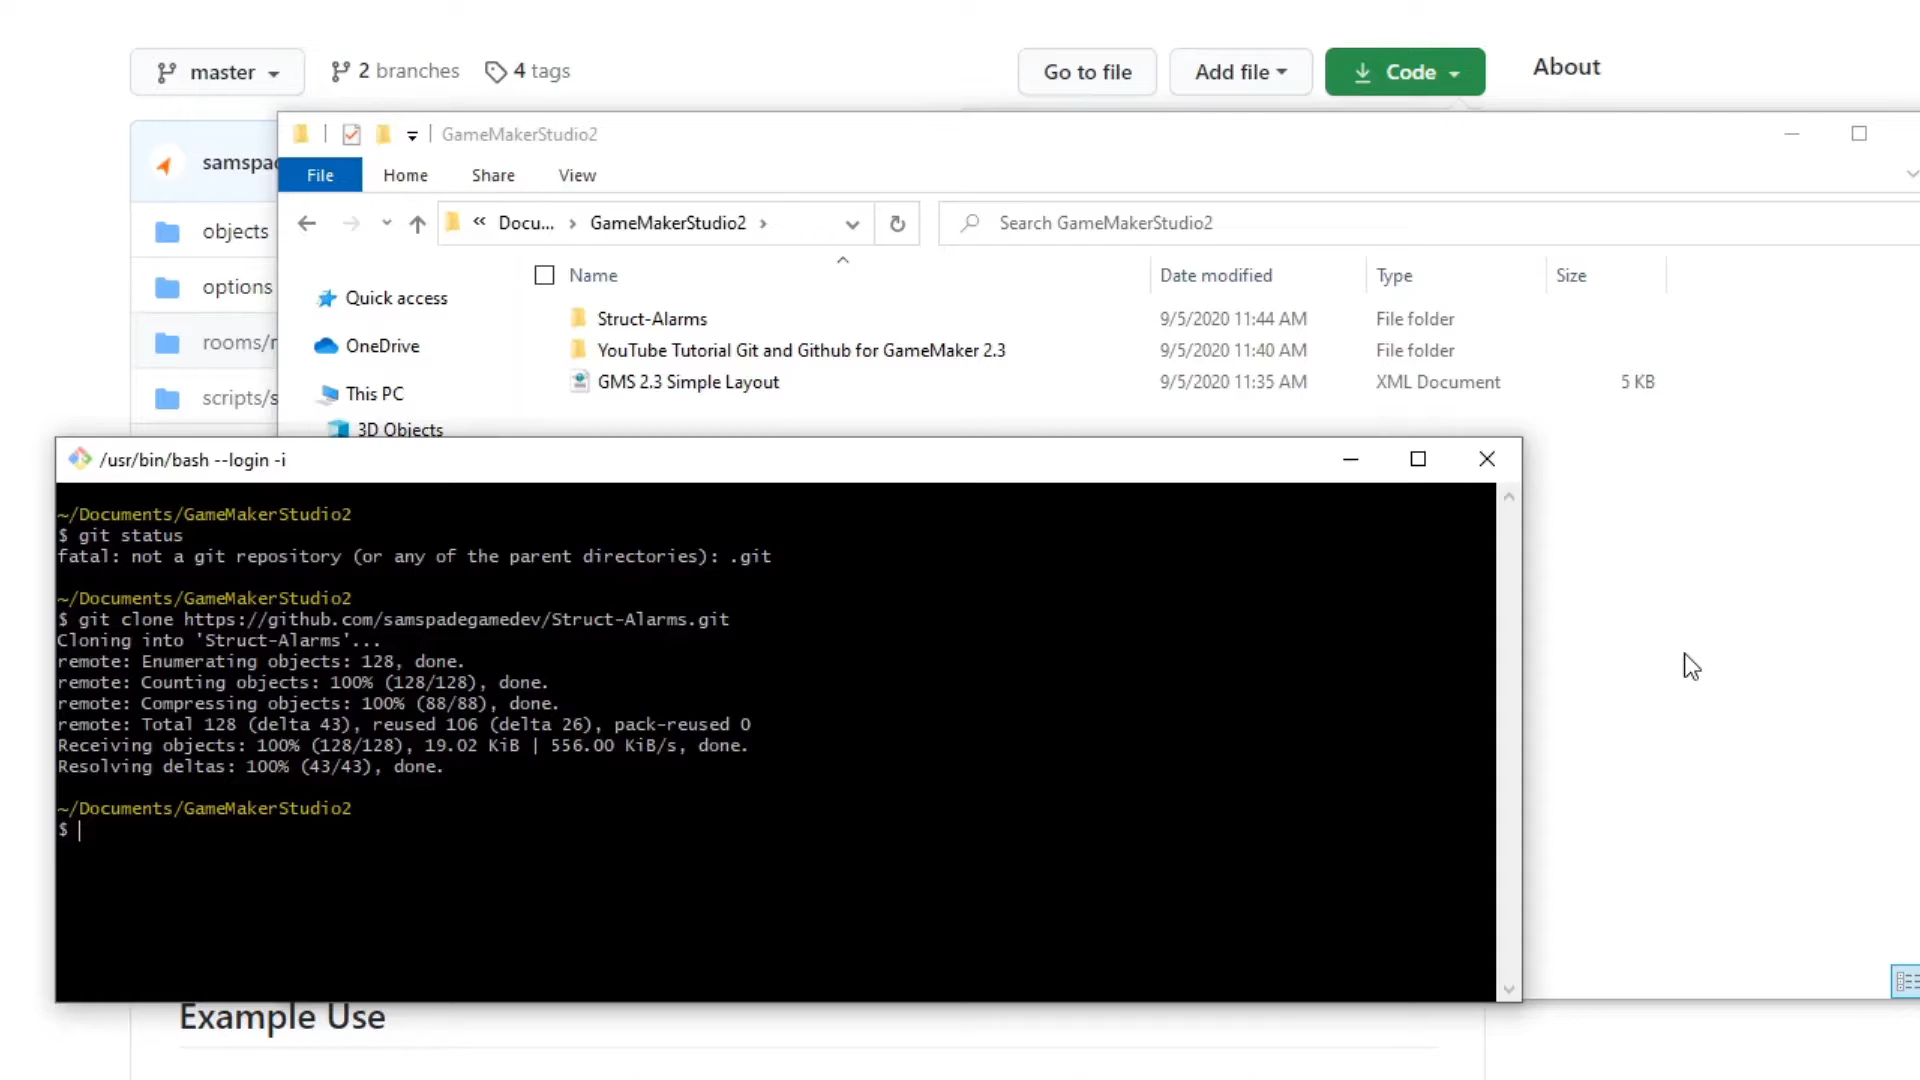 master
2 branches
4 tags
Go to file
Add file
Code
About
GameMakerStudio2
File
Home
Share
View
« Docu... > GameMakerStudio2 >
Search GameMakerStudio2
Name
Date modified
Type
Size
Quick access
OneDrive
This PC
3D Objects
Struct-Alarms 9/5/2020 11:44 AM File folder
YouTube Tutorial Git and Github for GameMaker 2.3 9/5/2020 11:40 AM File folder
GMS 2.3 Simple Layout 9/5/2020 11:35 AM XML Document 5 KB
samspa
objects
options
rooms/r
scripts/s
/usr/bin/bash --login -i
~/Documents/GameMakerStudio2
$ git status
fatal: not a git repository (or any of the parent directories): .git
~/Documents/GameMakerStudio2
$ git clone https://github.com/samspadegamedev/Struct-Alarms.git
Cloning into 'Struct-Alarms'...
remote: Enumerating objects: 128, done.
remote: Counting objects: 100% (128/128), done.
remote: Compressing objects: 100% (88/88), done.
remote: Total 128 (delta 43), reused 106 (delta 26), pack-reused 0
Receiving objects: 100% (128/128), 19.02 KiB | 556.00 KiB/s, done.
Resolving deltas: 100% (43/43), done.
~/Documents/GameMakerStudio2
$
Example Use